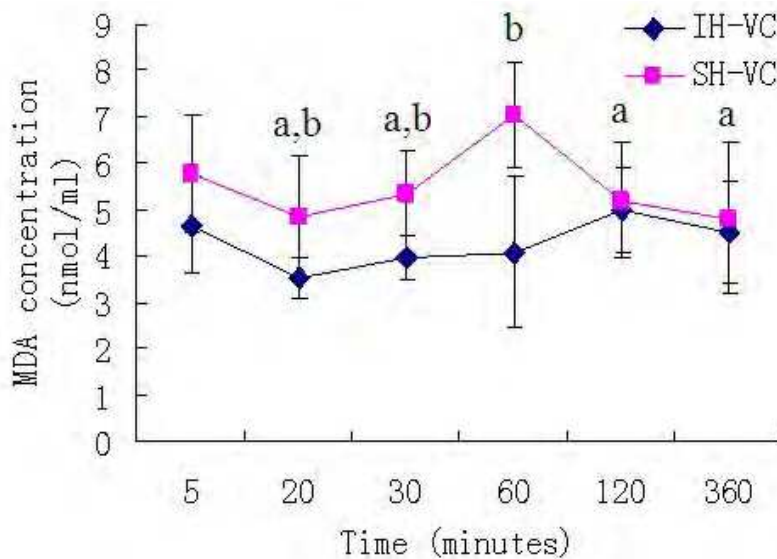 IH-VC
SH-VC
b
a,b
a,b
a
a
9
8
7
6
5
4
3
2
1
0
MDA concentration
(nmol/ml)
5 20 30 60 120 360
Time (minutes)